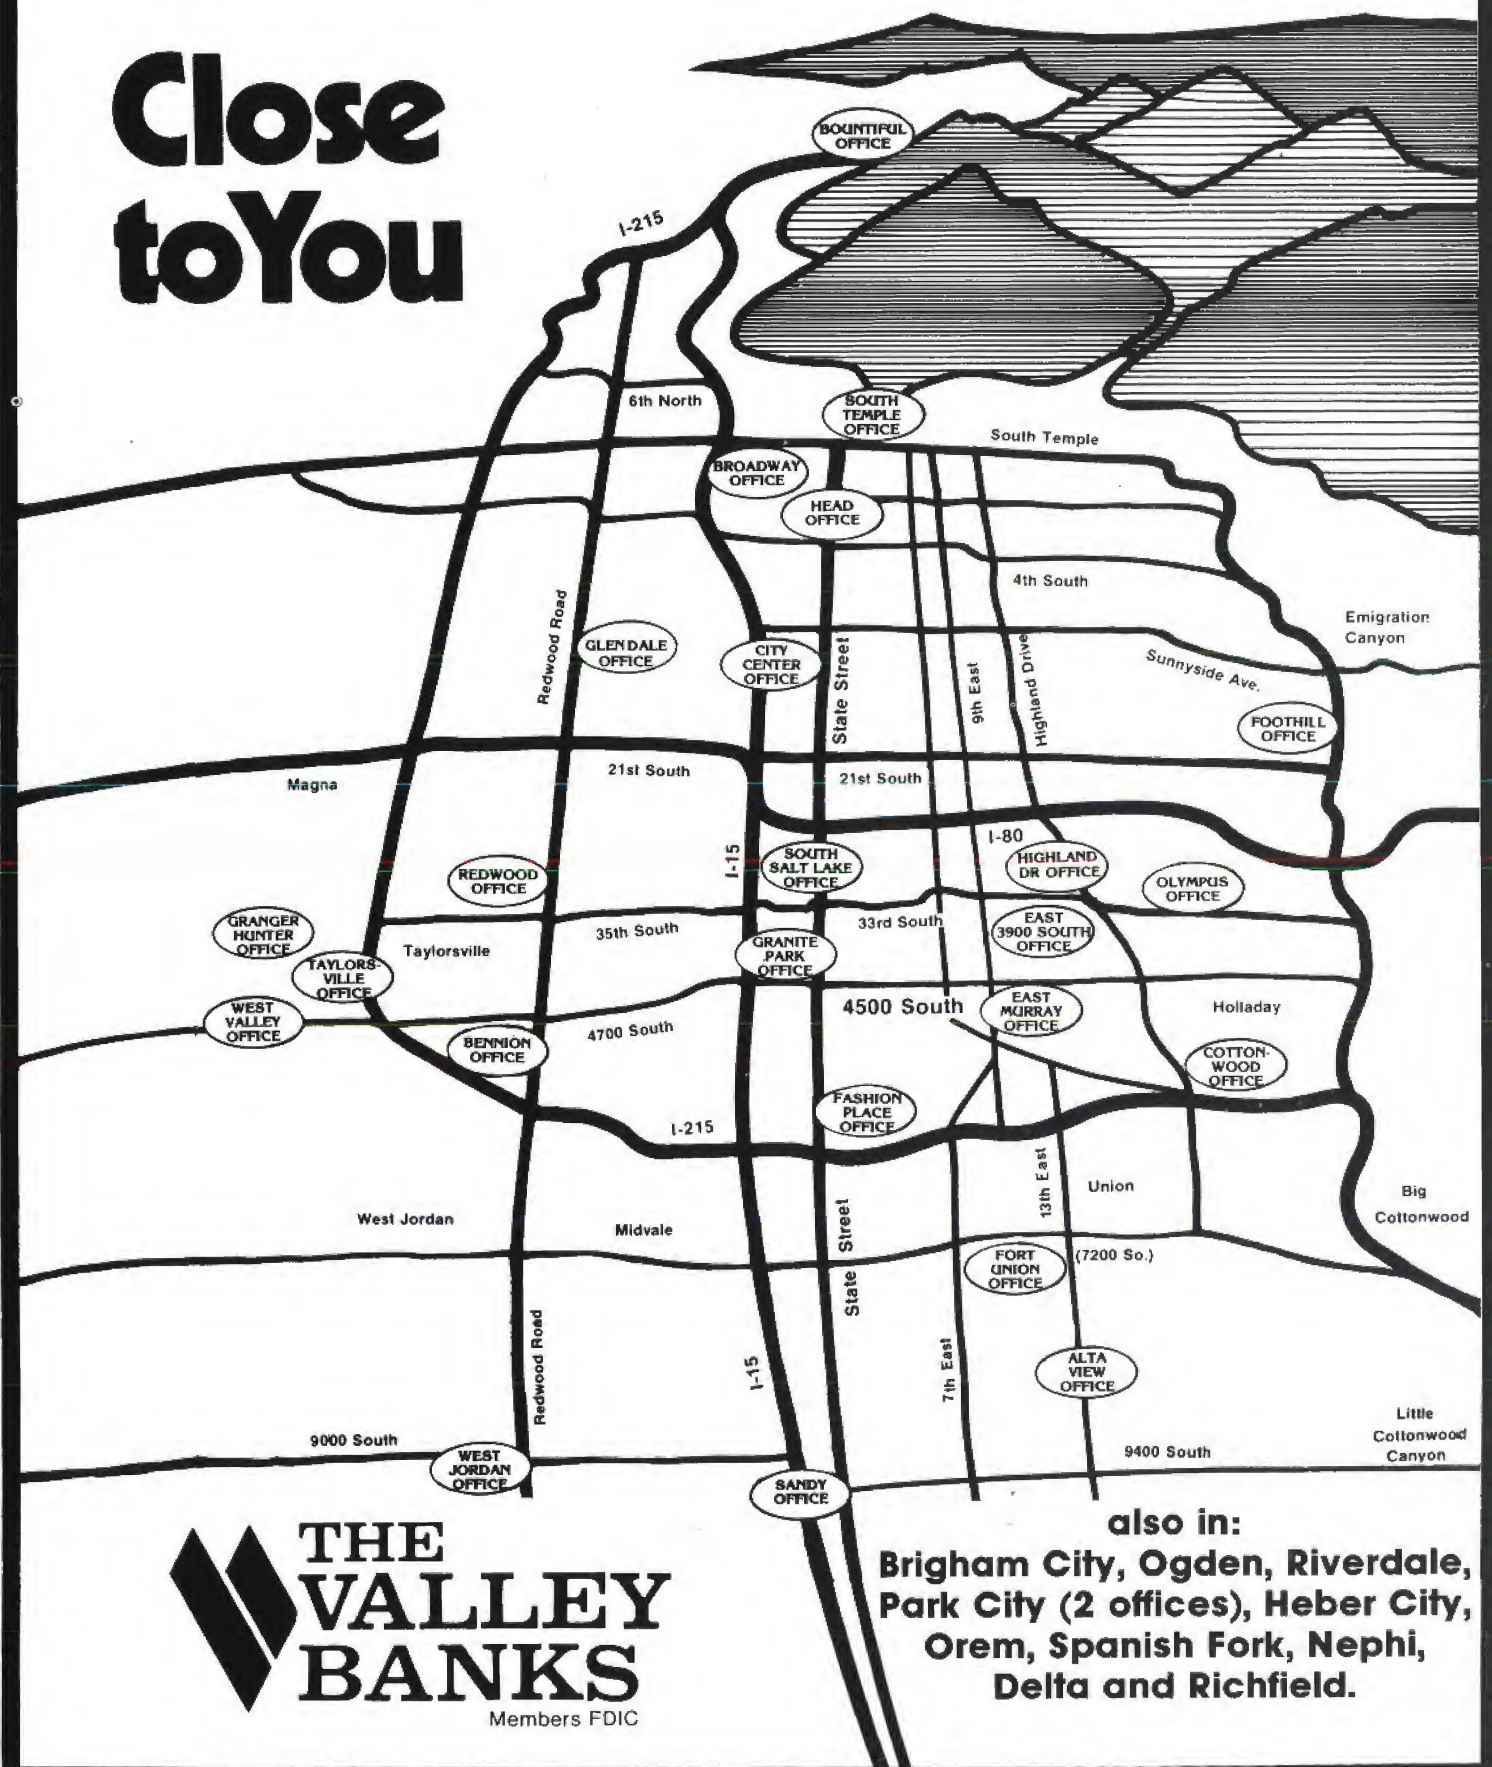 Close
to You
BOUNTIFUL
OFFICE
I-215
6th North
SOUTH
TEMPLE
OFFICE
South Temple
BROADWAY
OFFICE
HEAD
OFFICE
4th South
Redwood Road
Emigration
Canyon
GLENDALE
OFFICE
CITY
CENTER
OFFICE
State Street
9th East
Highland Drive
Sunnyside Ave.
FOOTHILL
OFFICE
21st South
21st South
Magna
I-80
I-15
SOUTH
SALT LAKE
OFFICE
HIGHLAND
DR OFFICE
REDWOOD
OFFICE
OLYMPUS
OFFICE
GRANGER
HUNTER
OFFICE
35th South
33rd South
EAST
3900 SOUTH
OFFICE
Taylorsville
GRANITE
PARK
OFFICE
TAYLORS-
VILLE
OFFICE
WEST
VALLEY
OFFICE
4500 South
EAST
MURRAY
OFFICE
Holladay
4700 South
BENNION
OFFICE
COTTON-
WOOD
OFFICE
FASHION
PLACE
OFFICE
I-215
13th East
Union
Big
Cottonwood
West Jordan
Midvale
State Street
FORT
UNION
OFFICE
(7200 So.)
Redwood Road
I-15
7th East
ALTA
VIEW
OFFICE
Little
Cottonwood
Canyon
9000 South
9400 South
WEST
JORDAN
OFFICE
SANDY
OFFICE
also in:
Brigham City, Ogden, Riverdale,
Park City (2 offices), Heber City,
Orem, Spanish Fork, Nephi,
Delta and Richfield.
THE
VALLEY
BANKS
Members FDIC